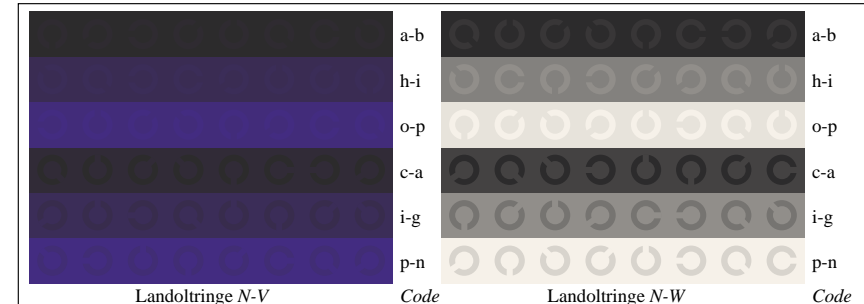 a-b a-b
h-i h-i
o-p o-p
c-a c-a
i-g i-g
p-n p-n
Landoltringe N-V Code Landoltringe N-W Code